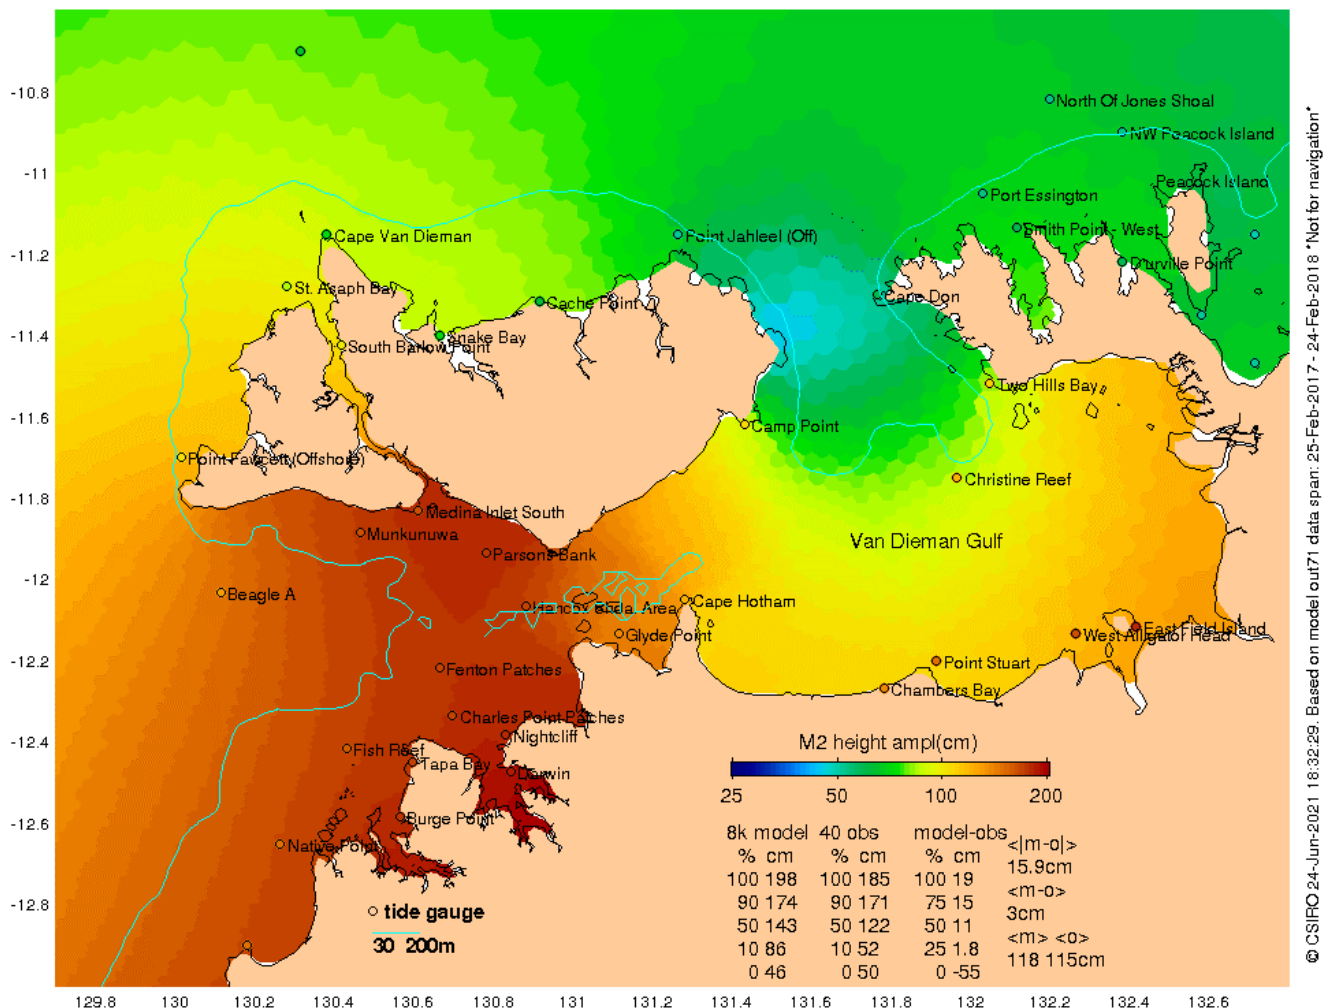 -10.8
North Of Jones Shoal
NW Peacock Island
-11
Peacock Island
Port Essington
Cape Van Dieman
Point Jahleel (Off)
Smith Point - West
-11.2
D'urville Point
St. Asaph Bay
Cape Don
Cache Point
Snake Bay
-11.4
South Barlow Point
Two Hills Bay
-11.6
Camp Point
Point Fawcett (Offshore)
Christine Reef
-11.8
Medina Inlet South
Munkunuwa
Van Dieman Gulf
Parsons Bank
-12
Beagle A
Cape Hotham
Glyde Point
East Field Island
West Alligator Head
-12.2
Point Stuart
Fenton Patches
Chambers Bay
Charles Point Patches
Nightcliff
-12.4
Fish Reef
Tapa Bay
Darwin
M2 height ampl(cm)
25 50 100 200
-12.6
Burge Point
Native Point
8k model 40 obs model-obs <|m-o|>
% cm % cm % cm 15.9cm
100 198 100 185 100 19 <m-o>
90 174 90 171 75 15 3cm
50 143 50 122 50 11 <m> <o>
10 86 10 52 25 1.8 118 115cm
0 46 0 50 0 -55
-12.8
tide gauge
30 200m
129.8 130 130.2 130.4 130.6 130.8 131 131.2 131.4 131.6 131.8 132 132.2 132.4 132.6
© CSIRO 24-Jun-2021 18:32:29. Based on model out71 data span: 25-Feb-2017 - 24-Feb-2018 *Not for navigation*